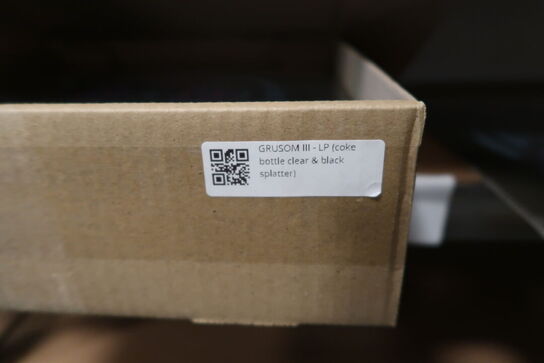 GRUSOM III - LP (coke
bottle clear & black
splatter)